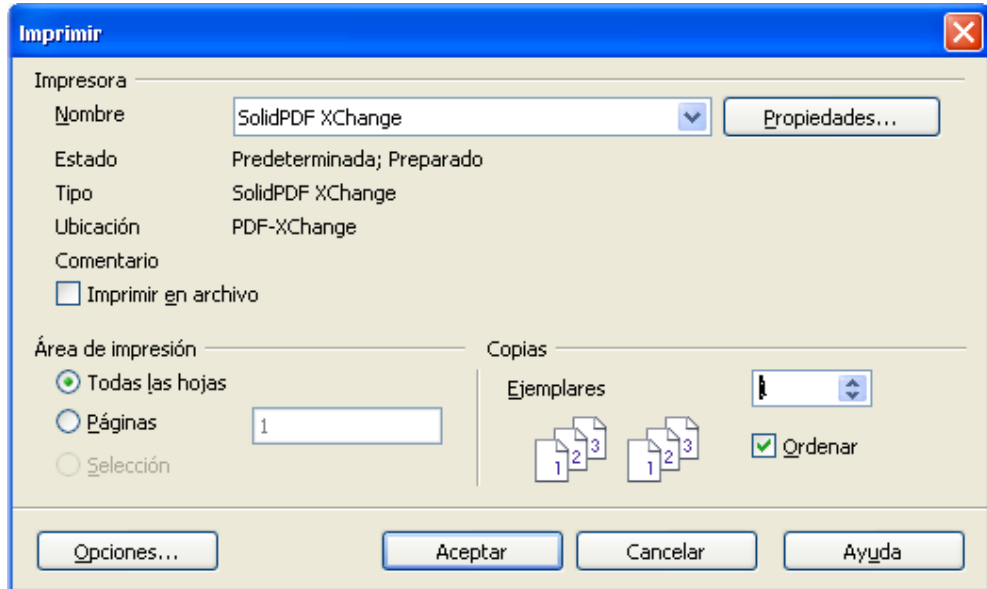 Imprimir
Impresora
Nombre SolidPDF XChange Propiedades...
Estado Predeterminada; Preparado
Tipo SolidPDF XChange
Ubicación PDF-XChange
Comentario
Imprimir en archivo
Área de impresión Copias
Todas las hojas Ejemplares
Páginas 1
1 2 3 1 2 3 Ordenar
Selección
Opciones... Aceptar Cancelar Ayuda